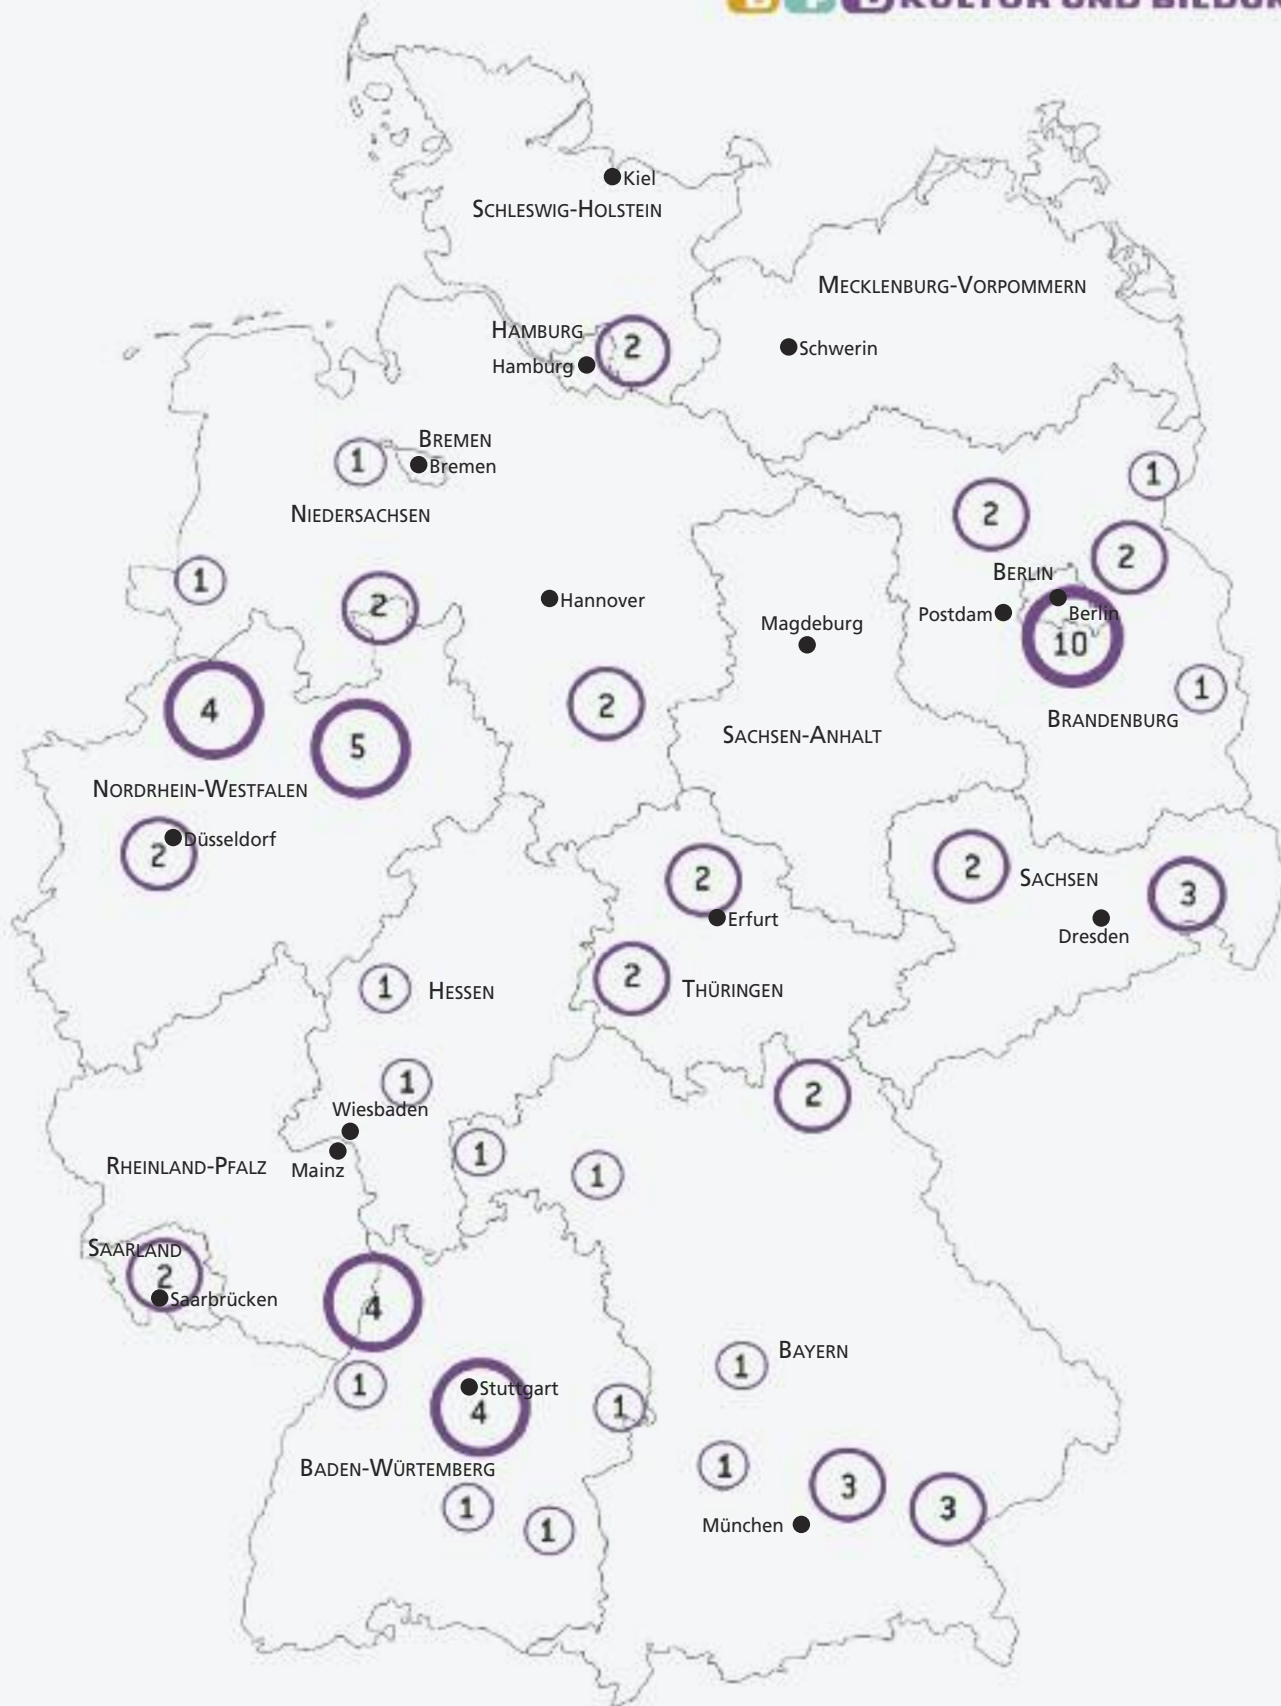 KULTUR UND BILDUN
Kiel
SCHLESWIG-HOLSTEIN
MECKLENBURG-VORPOMMERN
HAMBURG
2
Schwerin
Hamburg
BREMEN
1
Bremen
1
NIEDERSACHSEN
2
2
BERLIN
1
2
Hannover
Postdam
Berlin
Magdeburg
10
1
4
2
BRANDENBURG
5
SACHSEN-ANHALT
NORDRHEIN-WESTFALEN
Düsseldorf
2
2
2
SACHSEN
3
Erfurt
Dresden
1
HESSEN
2
THÜRINGEN
1
2
Wiesbaden
1
RHEINLAND-PFALZ
Mainz
1
SAARLAND
2
Saarbrücken
4
BAYERN
1
1
Stuttgart
4
1
BADEN-WÜRTEMBERG
1
3
1
1
3
München